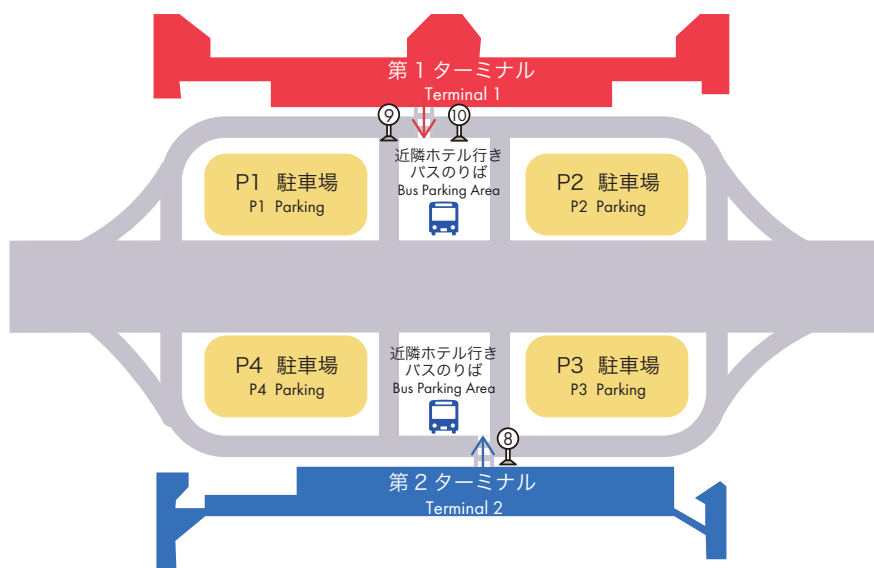 第1ターミナル
Terminal 1
⑨
⑩
近隣ホテル行き
バスのりば
Bus Parking Area
P1 駐車場
P1 Parking
P2 駐車場
P2 Parking
P4 駐車場
P4 Parking
近隣ホテル行き
バスのりば
Bus Parking Area
P3 駐車場
P3 Parking
⑧
第2ターミナル
Terminal 2